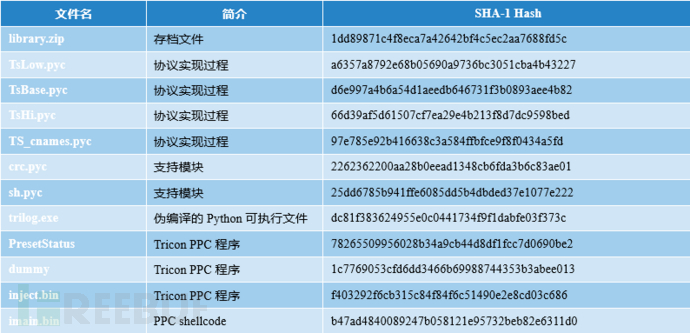 文件名 简介 SHA-1 Hash
library.zip 存档文件 1dd89871c4f8eca7a42642bf4c5ec2aa7688fd5c
TsLow.pyc 协议实现过程 a6357a8792e68b05690a9736bc3051cba4b43227
TsBase.pyc 协议实现过程 d6e997a4b6a54d1aeedb646731f3b0893aee4b82
TsHi.pyc 协议实现过程 66d39af5d61507cf7ea29e4b213f8d7dc9598bed
TS_cnames.pyc 协议实现过程 97e785e92b416638c3a584ffbfce9f8f0434a5fd
crc.pyc 支持模块 2262362200aa28b0eead1348cb6fda3b6c83ae01
sh.pyc 支持模块 25dd6785b941ffe6085dd5b4dbded37e1077e222
trilog.exe 伪编译的 Python 可执行文件 dc81f383624955e0c0441734f9f1dabfe03f373c
PresetStatus Tricon PPC 程序 78265509956028b34a9cb44d8df1fcc7d0690be2
dummy Tricon PPC 程序 1c7769053cfd6dd3466b69988744353b3abee013
inject.bin Tricon PPC 程序 f403292f6cb315c84f84f6c51490e2e8cd03c686
imain.bin PPC shellcode b47ad4840089247b058121e95732beb82e6311d0
FREEBUF